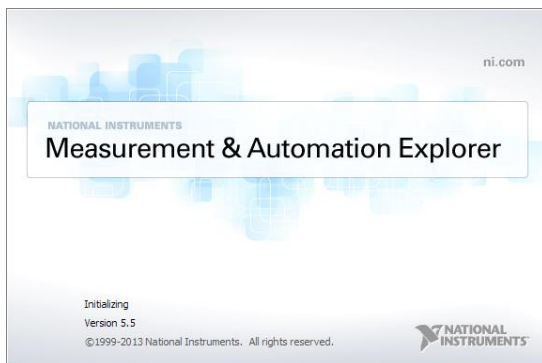 ni.com
NATIONAL INSTRUMENTS
Measurement & Automation Explorer
Initializing
Version 5.5
©1999-2013 National Instruments. All rights reserved.
NATIONAL
INSTRUMENTS